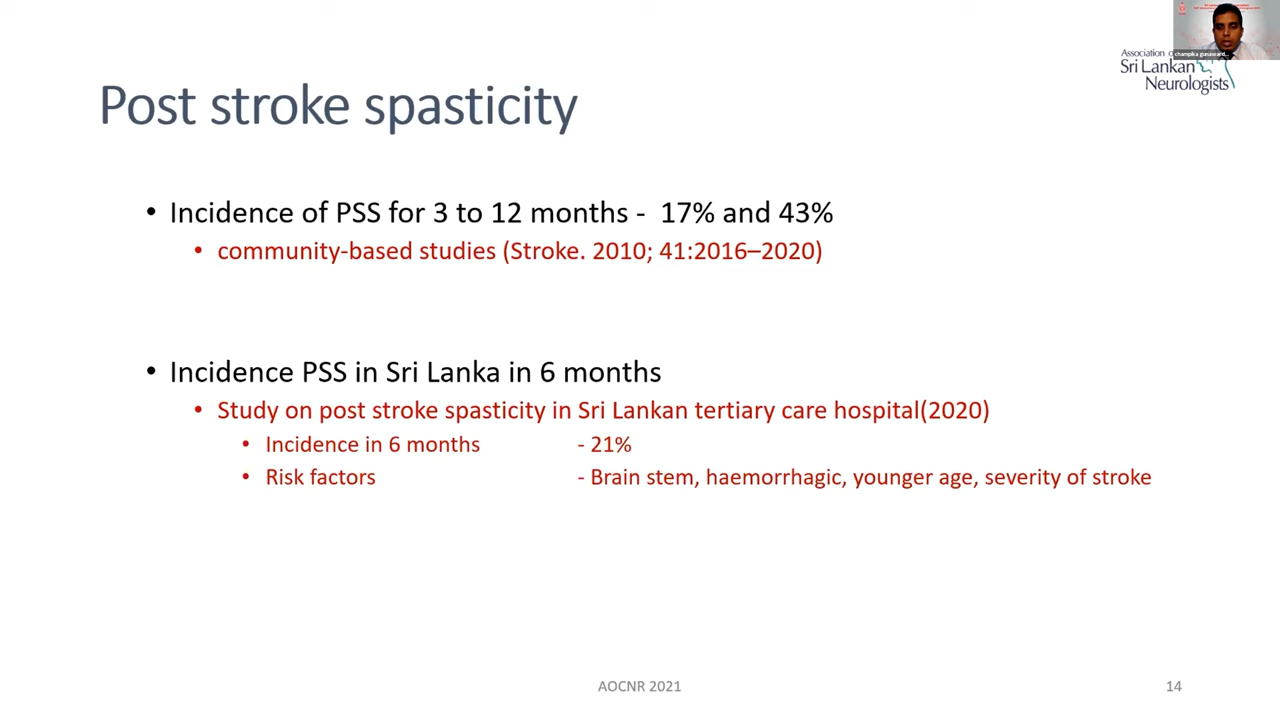 champika gunaward...
Association o
Sri Lankan
Neurologists
Post stroke spasticity
• Incidence of PSS for 3 to 12 months - 17% and 43%
• community-based studies (Stroke. 2010; 41:2016–2020)
• Incidence PSS in Sri Lanka in 6 months
• Study on post stroke spasticity in Sri Lankan tertiary care hospital(2020)
• Incidence in 6 months - 21%
• Risk factors - Brain stem, haemorrhagic, younger age, severity of stroke
AOCNR 2021
14